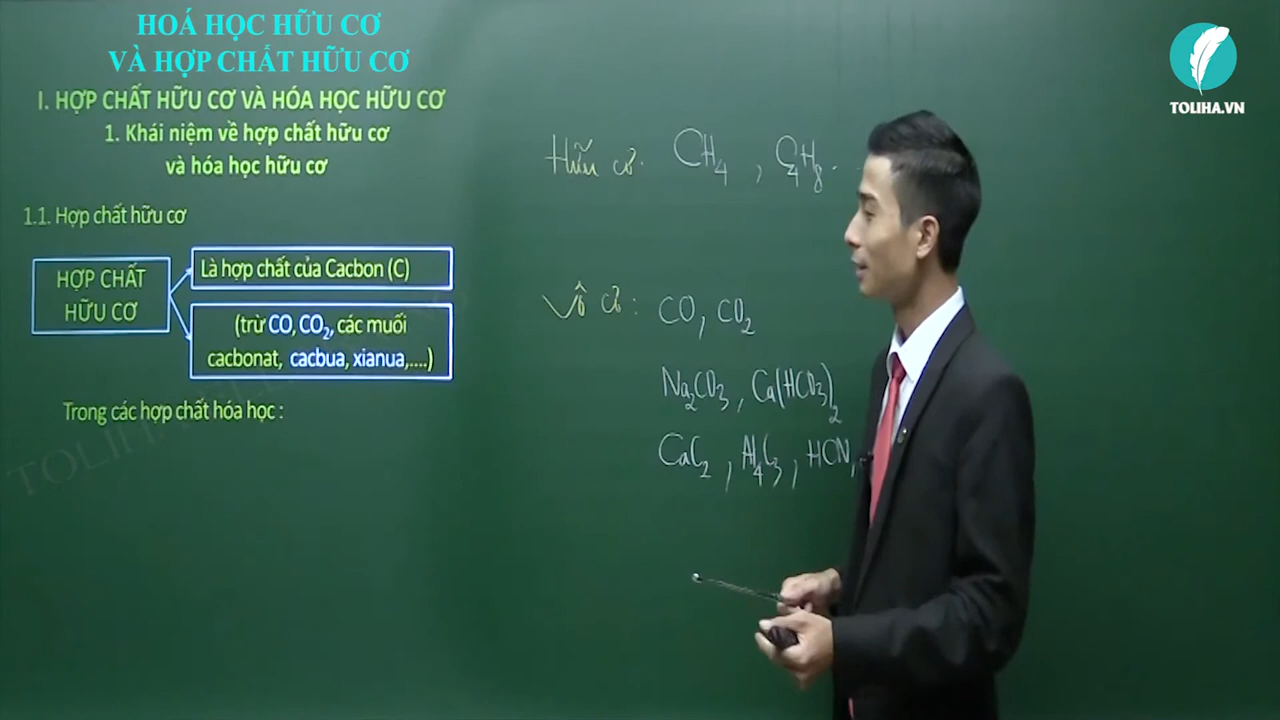 HOÁ HỌC HỮU CƠ
VÀ HỢP CHẤT HỮU CƠ
I. HỢP CHẤT HỮU CƠ VÀ HÓA HỌC HỮU CƠ
1. Khái niệm về hợp chất hữu cơ
và hóa học hữu cơ
1.1. Hợp chất hữu cơ
HỢP CHẤT
HỮU CƠ
Là hợp chất của Cacbon (C)
(trừ CO, CO₂, các muối
cacbonat, cacbua, xianua,....)
Trong các hợp chất hóa học :
Hữu cơ: CH₄, C₄H₈.
Vô cơ: CO, CO₂
Na₂CO₃, Ca(HCO₃)₂
CaC₂, Al₄C₃, HCN,
TOLIHA.VN